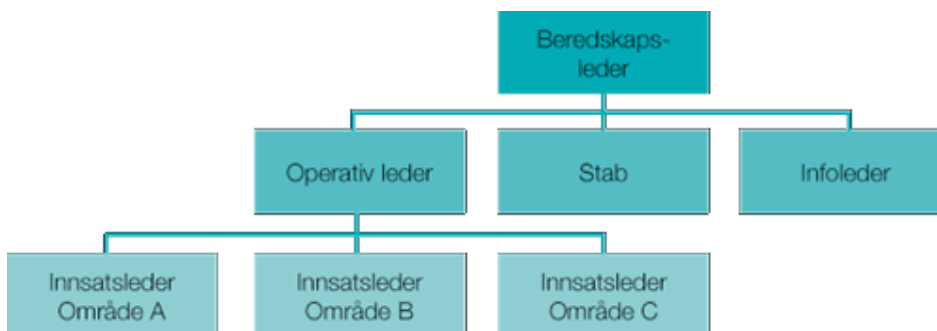 Beredskaps-
leder
Operativ leder
Stab
Infoleder
Innsatsleder
Område A
Innsatsleder
Område B
Innsatsleder
Område C